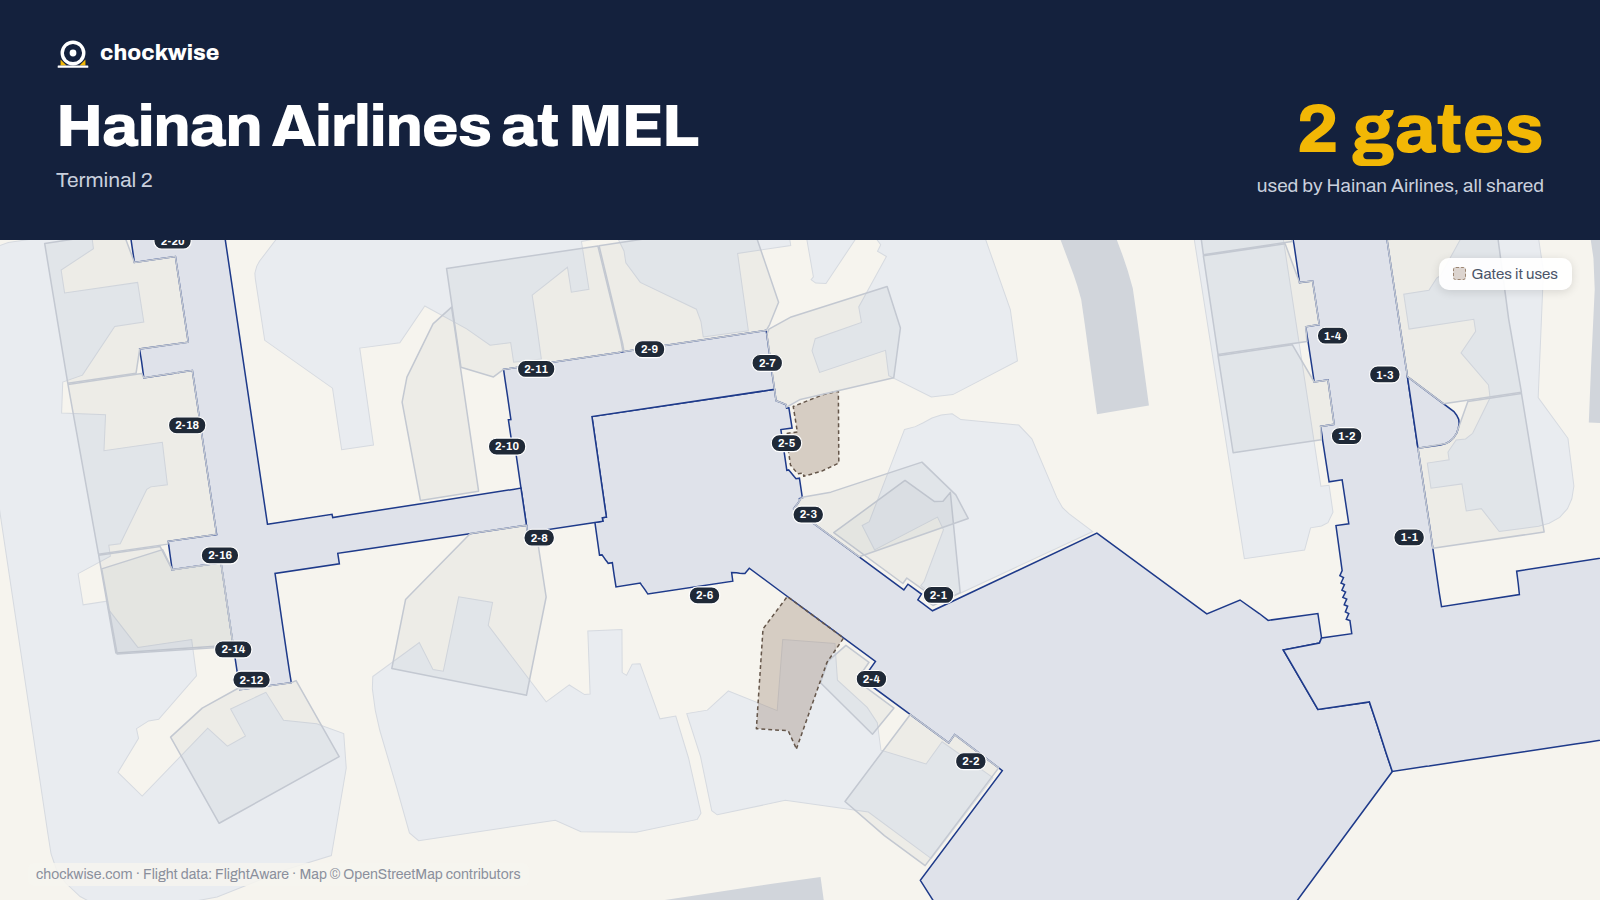 chockwise
Hainan Airlines at MEL
Terminal 2
2 gates
used by Hainan Airlines, all shared
Gates it uses
2-20
2-9
2-11
2-7
1-4
1-3
2-18
2-10
2-5
1-2
2-3
2-8
1-1
2-16
2-6
2-1
2-14
2-12
2-4
2-2
chockwise.com · Flight data: FlightAware · Map © OpenStreetMap contributors